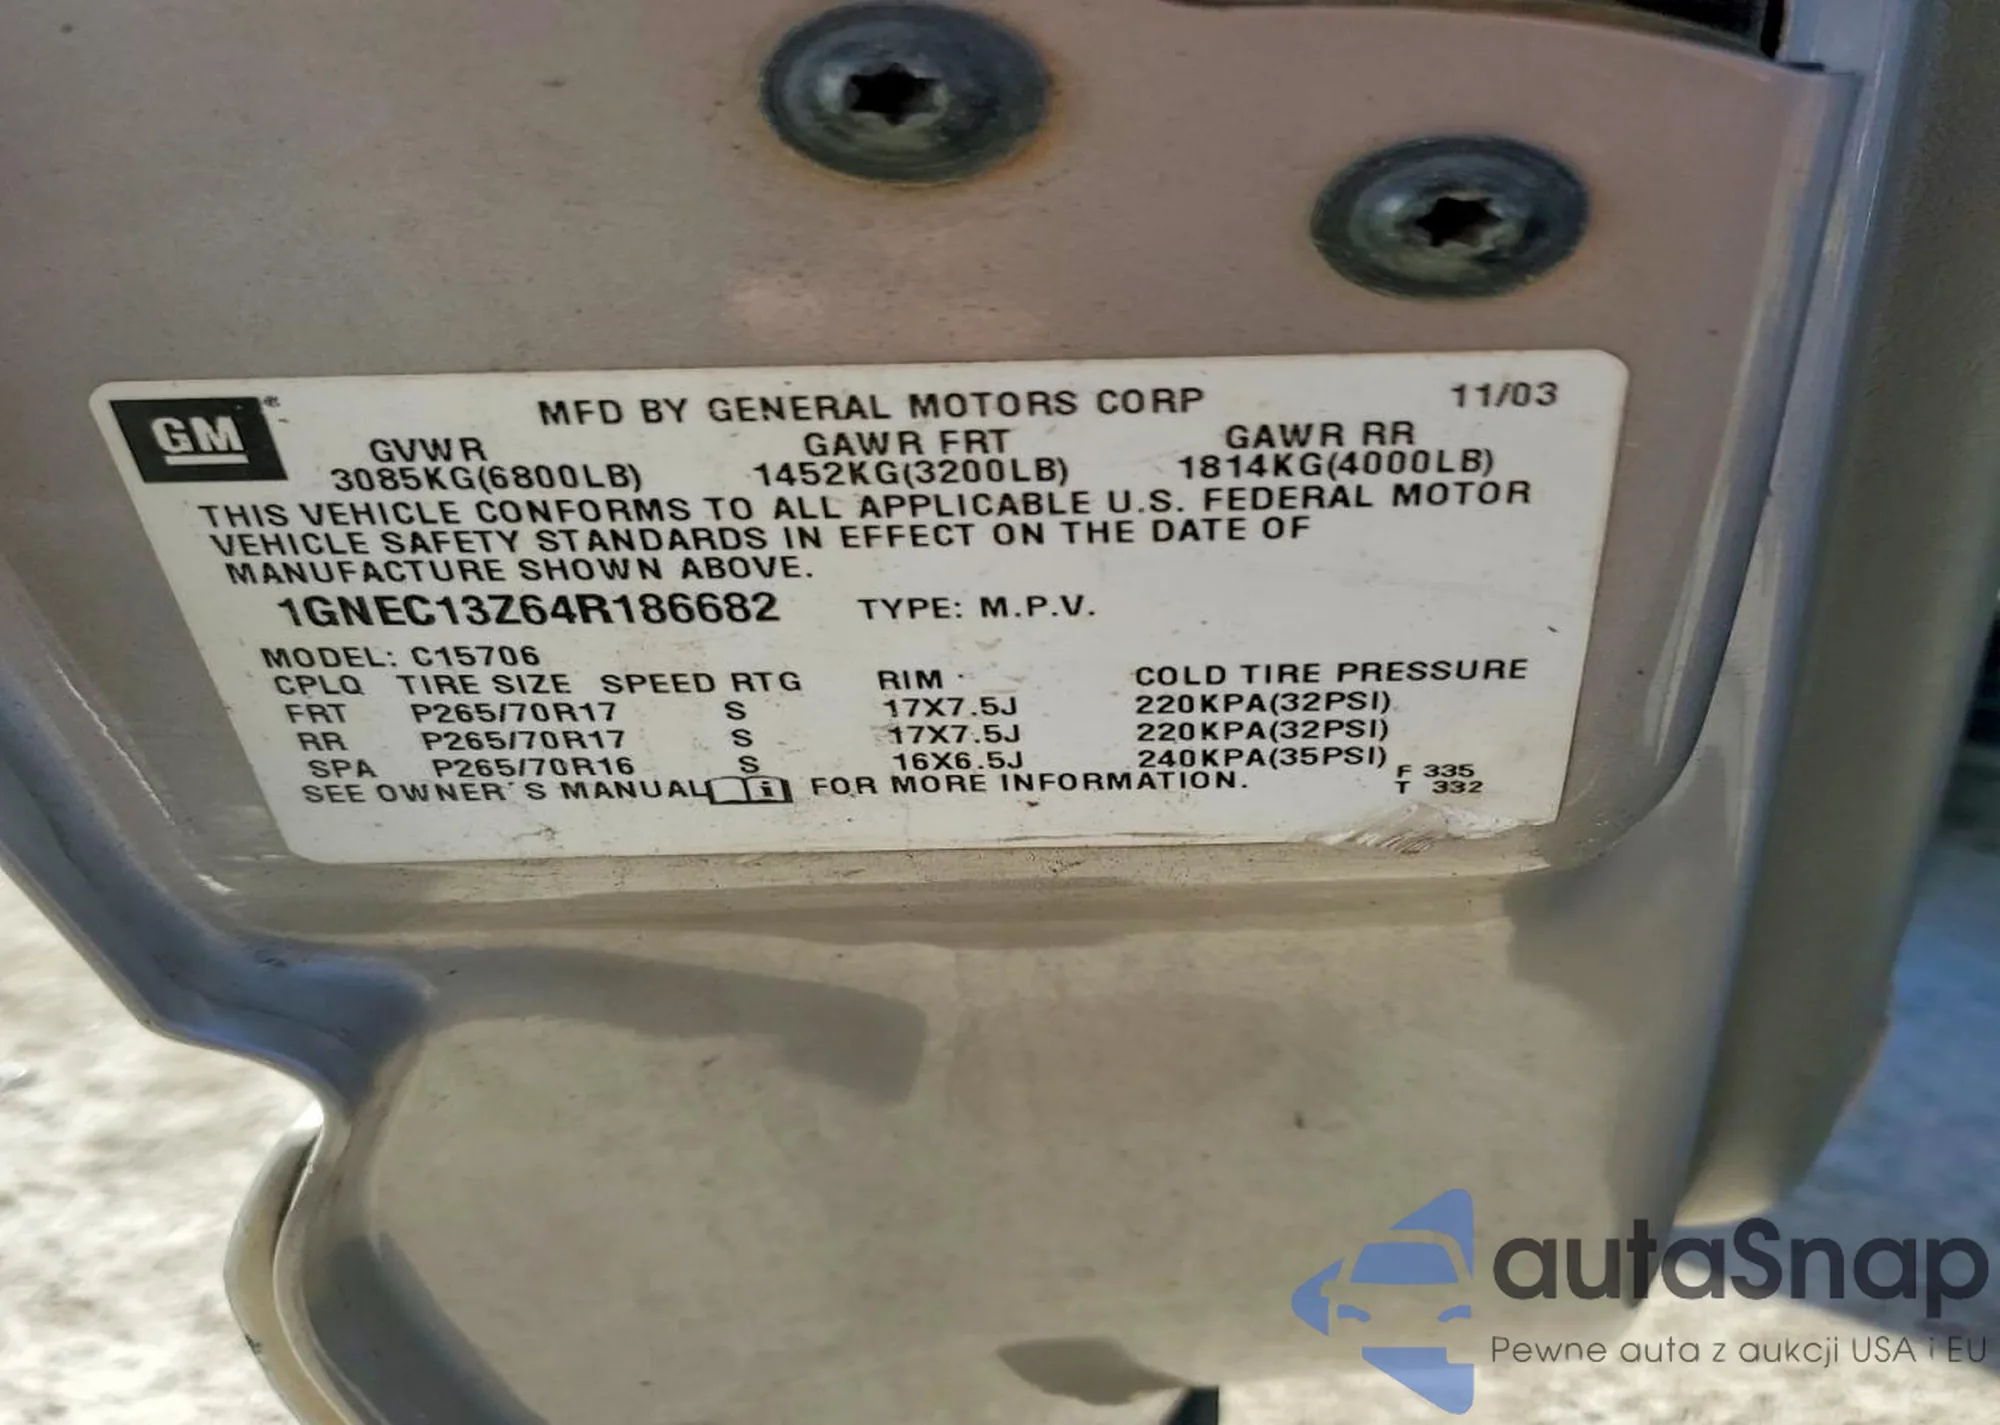 GM®
MFD BY GENERAL MOTORS CORP 11/03
GVWR GAWR FRT GAWR RR
3085KG(6800LB) 1452KG(3200LB) 1814KG(4000LB)
THIS VEHICLE CONFORMS TO ALL APPLICABLE U.S. FEDERAL MOTOR
VEHICLE SAFETY STANDARDS IN EFFECT ON THE DATE OF
MANUFACTURE SHOWN ABOVE.
1GNEC13Z64R186682 TYPE: M.P.V.
MODEL: C15706
CPLQ TIRE SIZE SPEED RTG RIM COLD TIRE PRESSURE
FRT P265/70R17 S 17X7.5J 220KPA(32PSI)
RR P265/70R17 S 17X7.5J 220KPA(32PSI)
SPA P265/70R16 S 16X6.5J 240KPA(35PSI) F 335
SEE OWNER'S MANUAL i FOR MORE INFORMATION. T 332
autaSnap
Pewne auta z aukcji USA i EU